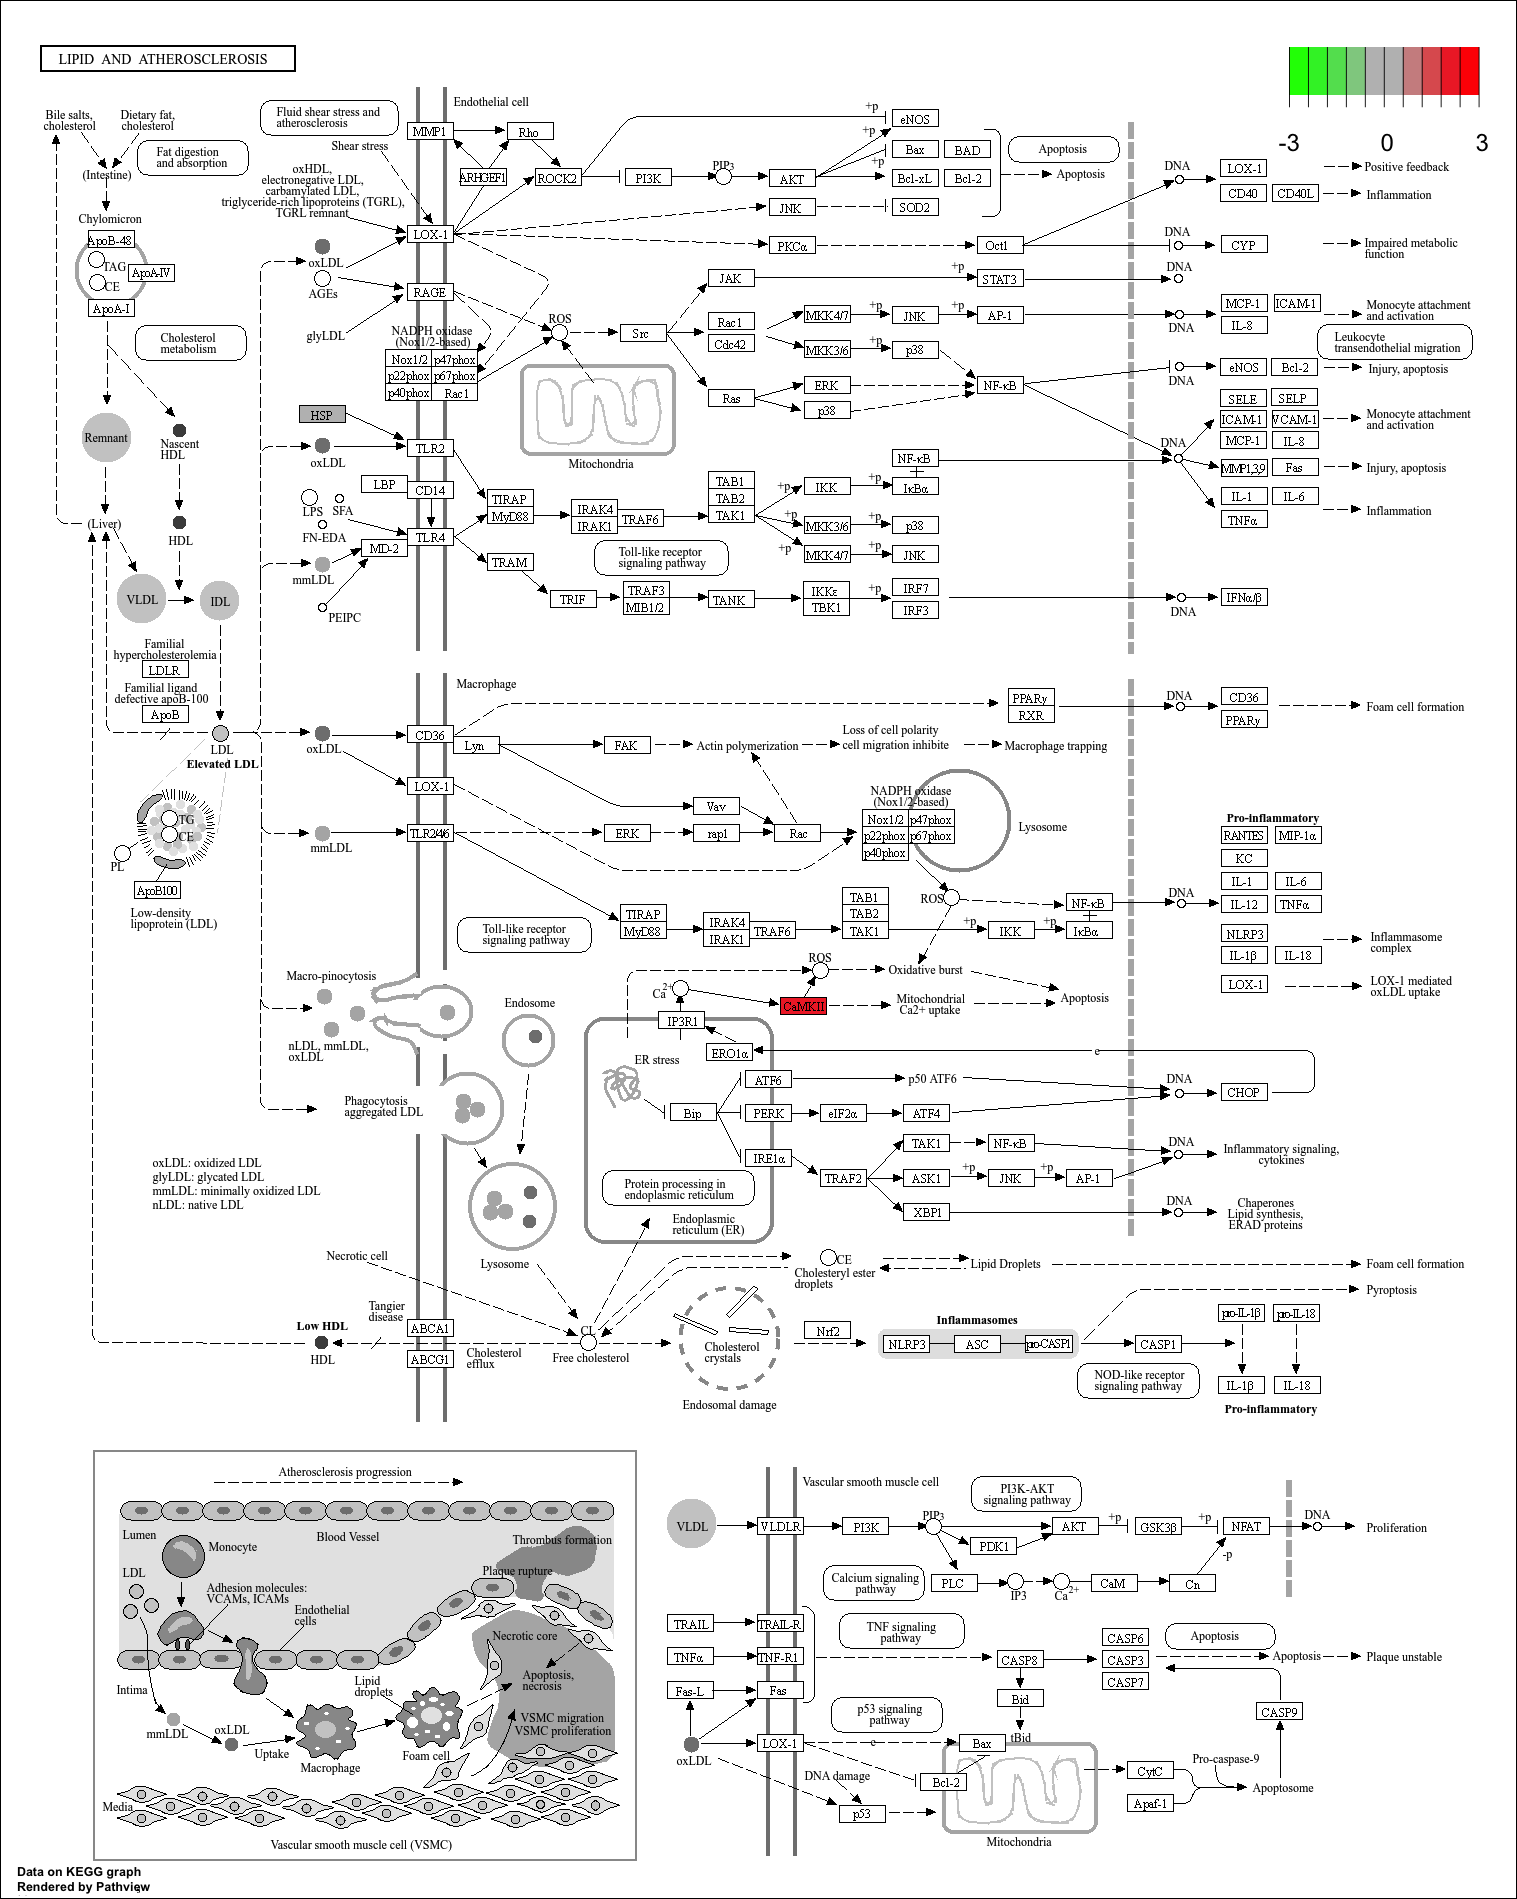 LIPID AND ATHEROSCLEROSIS
-3 0 3
Bile salts,
cholesterol
Dietary fat,
cholesterol
Fat digestion
and absorption
(Intestine)
Chylomicron
ApoB-48
TAG
CE
ApoA-IV
ApoA-I
Cholesterol
metabolism
Remnant
Nascent
HDL
(Liver)
HDL
VLDL
IDL
Familial
hypercholesterolemia
LDLR
Familial ligand
defective apoB-100
ApoB
LDL
Elevated LDL
TG
CE
PL
ApoB100
Low-density
lipoprotein (LDL)
Fluid shear stress and
atherosclerosis
Shear stress
oxHDL,
electronegative LDL,
carbamylated LDL,
triglyceride-rich lipoproteins (TGRL),
TGRL remnant
oxLDL
AGEs
glyLDL
HSP
oxLDL
LBP
LPS
SFA
FN-EDA
MD-2
mmLDL
PEIPC
Endothelial cell
MMP1
Rho
ARHGEF1
ROCK2
PI3K
PIP3
AKT
+p
eNOS
+p
Bax
BAD
+p
Bcl-xL
Bcl-2
Apoptosis
Apoptosis
JNK
SOD2
LOX-1
PKCα
Oct1
RAGE
JAK
+p
STAT3
NADPH oxidase
(Nox1/2-based)
Nox1/2
p47phox
p22phox
p67phox
p40phox
Rac1
ROS
Src
Rac1
Cdc42
MKK4/7
+p
JNK
+p
AP-1
MKK3/6
+p
p38
Ras
ERK
p38
NF-κB
Mitochondria
TLR2
CD14
TLR4
TIRAP
MyD88
IRAK4
IRAK1
TRAF6
TAB1
TAB2
TAK1
+p
IKK
+p
NF-κB
IκBα
+p
MKK3/6
+p
p38
+p
MKK4/7
+p
JNK
Toll-like receptor
signaling pathway
TRAM
TRIF
TRAF3
MIB1/2
TANK
IKKε
TBK1
+p
IRF7
IRF3
DNA
LOX-1
Positive feedback
CD40
CD40L
Inflammation
DNA
CYP
Impaired metabolic
function
DNA
DNA
MCP-1
ICAM-1
IL-8
Monocyte attachment
and activation
Leukocyte
transendothelial migration
DNA
eNOS
Bcl-2
Injury, apoptosis
DNA
SELE
SELP
ICAM-1
VCAM-1
MCP-1
IL-8
Monocyte attachment
and activation
MMP1,3,9
Fas
Injury, apoptosis
IL-1
IL-6
TNFα
Inflammation
DNA
IFNα/β
Macrophage
oxLDL
CD36
Lyn
FAK
Actin polymerization
Loss of cell polarity
cell migration inhibite
Macrophage trapping
PPARγ
RXR
DNA
CD36
PPARγ
Foam cell formation
LOX-1
mmLDL
TLR2/4/6
ERK
rap1
Vav
Rac
NADPH oxidase
(Nox1/2-based)
Nox1/2
p47phox
p22phox
p67phox
p40phox
Lysosome
ROS
Toll-like receptor
signaling pathway
TIRAP
MyD88
IRAK4
IRAK1
TRAF6
TAB1
TAB2
TAK1
+p
IKK
+p
NF-κB
IκBα
DNA
Pro-inflammatory
RANTES
MIP-1α
KC
IL-1
IL-6
IL-12
TNFα
NLRP3
IL-1β
IL-18
Inflammasome
complex
LOX-1
LOX-1 mediated
oxLDL uptake
Macro-pinocytosis
nLDL, mmLDL,
oxLDL
Endosome
Phagocytosis
aggregated LDL
Lysosome
ROS
Oxidative burst
Ca2+
CaMKII
Mitochondrial
Ca2+ uptake
Apoptosis
IP3R1
ER stress
ERO1α
e
ATF6
p50 ATF6
Bip
PERK
eIF2α
ATF4
IRE1α
TRAF2
TAK1
NF-κB
ASK1
+p
JNK
+p
AP-1
XBP1
DNA
CHOP
DNA
Inflammatory signaling,
cytokines
DNA
Chaperones
Lipid synthesis,
ERAD proteins
Protein processing in
endoplasmic reticulum
Endoplasmic
reticulum (ER)
oxLDL: oxidized LDL
glyLDL: glycated LDL
mmLDL: minimally oxidized LDL
nLDL: native LDL
Necrotic cell
Tangier
disease
Low HDL
HDL
ABCA1
ABCG1
Cholesterol
efflux
CL
Free cholesterol
CE
Cholesteryl ester
droplets
Lipid Droplets
Foam cell formation
Pyroptosis
Cholesterol
crystals
Endosomal damage
Nrf2
Inflammasomes
NLRP3
ASC
pro-CASP1
CASP1
NOD-like receptor
signaling pathway
pro-IL-1β
pro-IL-18
IL-1β
IL-18
Pro-inflammatory
Atherosclerosis progression
Lumen
Blood Vessel
Monocyte
LDL
Adhesion molecules:
VCAMs, ICAMs
Endothelial
cells
Thrombus formation
Plaque rupture
Necrotic core
Apoptosis,
necrosis
Intima
Lipid
droplets
mmLDL
oxLDL
Uptake
Macrophage
Foam cell
VSMC migration
VSMC proliferation
Media
Vascular smooth muscle cell (VSMC)
Vascular smooth muscle cell
VLDL
VLDLR
PI3K
PIP3
PI3K-AKT
signaling pathway
PDK1
AKT
+p
GSK3β
+p
NFAT
-p
DNA
Proliferation
Calcium signaling
pathway
PLC
IP3
Ca2+
CaM
Cn
TRAIL
TRAIL-R
TNFα
TNF-R1
Fas-L
Fas
TNF signaling
pathway
CASP8
CASP6
CASP3
CASP7
Apoptosis
Apoptosis
Plaque unstable
Bid
tBid
CASP9
p53 signaling
pathway
oxLDL
LOX-1
e
Bax
Bcl-2
DNA damage
p53
Mitochondria
CytC
Apaf-1
Pro-caspase-9
Apoptosome
Data on KEGG graph
Rendered by Pathview